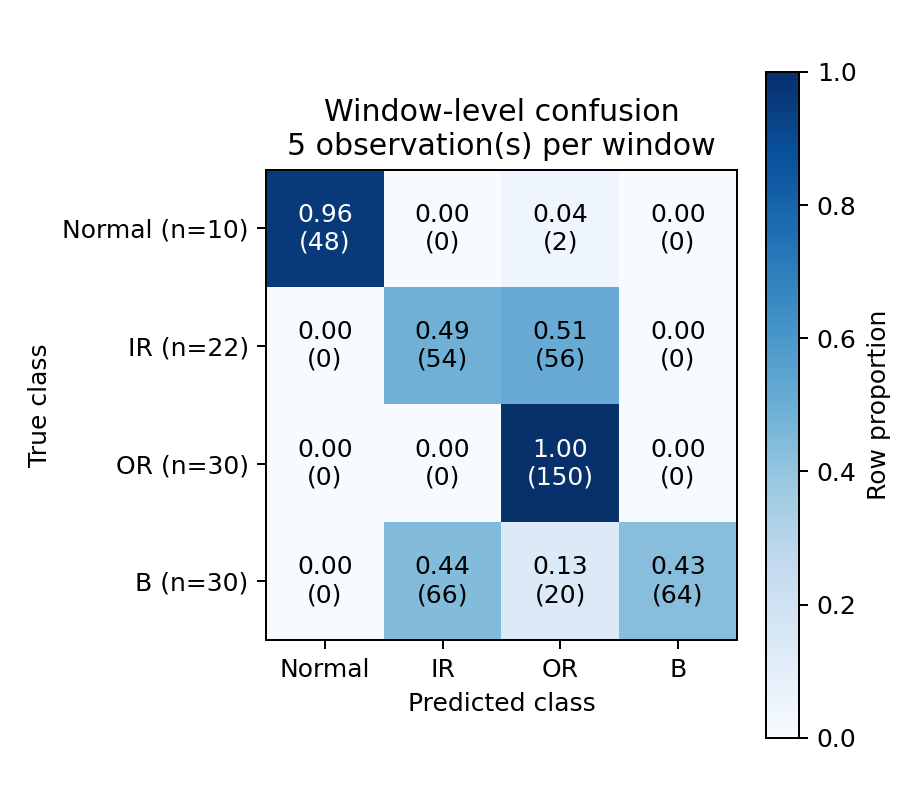 Window-level confusion
5 observation(s) per window
Normal (n=10)
0.96 0.00 0.04 0.00
(48) (0) (2) (0)
IR (n=22)
0.00 0.49 0.51 0.00
(0) (54) (56) (0)
OR (n=30)
0.00 0.00 1.00 0.00
(0) (0) (150) (0)
B (n=30)
0.00 0.44 0.13 0.43
(0) (66) (20) (64)
Normal IR OR B
Predicted class
True class
1.0
0.8
0.6
0.4
0.2
0.0
Row proportion